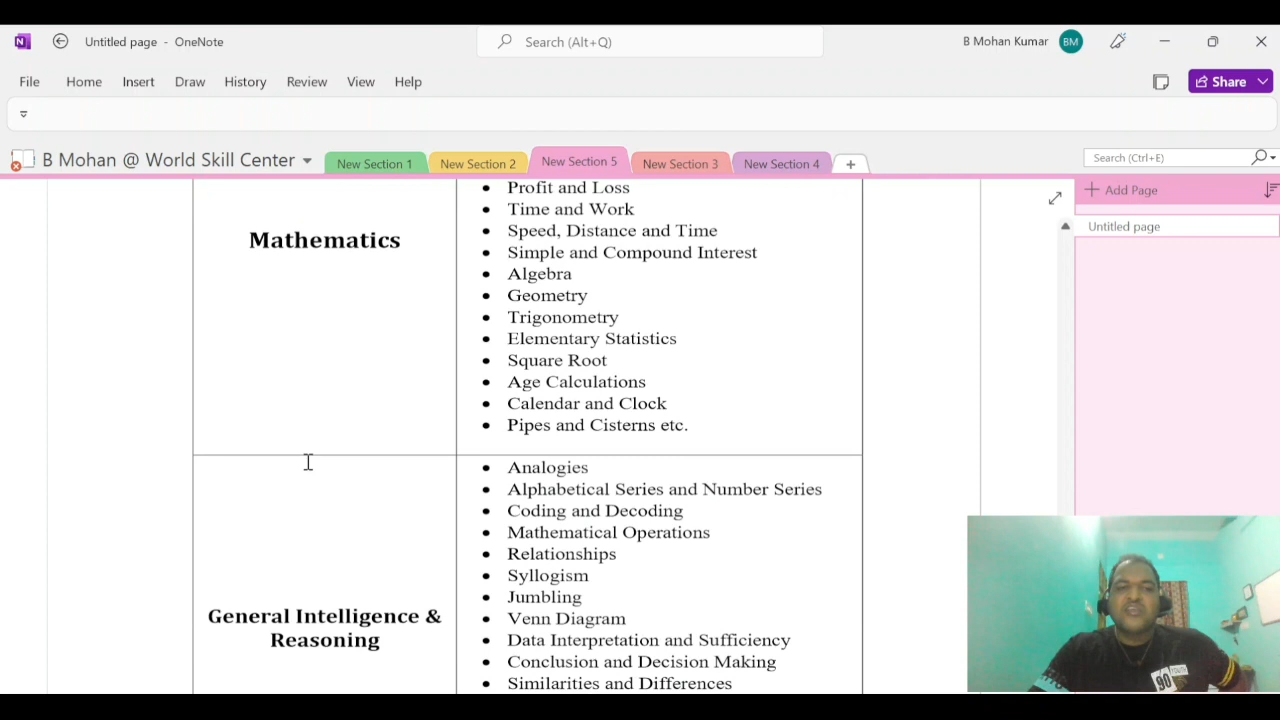 Untitled page - OneNote
Search (Alt+Q)
B Mohan Kumar
BM
File
Home
Insert
Draw
History
Review
View
Help
Share
B Mohan @ World Skill Center
New Section 1
New Section 2
New Section 5
New Section 3
New Section 4
Search (Ctrl+E)
Add Page
Untitled page
Mathematics
• Profit and Loss
• Time and Work
• Speed, Distance and Time
• Simple and Compound Interest
• Algebra
• Geometry
• Trigonometry
• Elementary Statistics
• Square Root
• Age Calculations
• Calendar and Clock
• Pipes and Cisterns etc.
General Intelligence &
Reasoning
• Analogies
• Alphabetical Series and Number Series
• Coding and Decoding
• Mathematical Operations
• Relationships
• Syllogism
• Jumbling
• Venn Diagram
• Data Interpretation and Sufficiency
• Conclusion and Decision Making
• Similarities and Differences
90